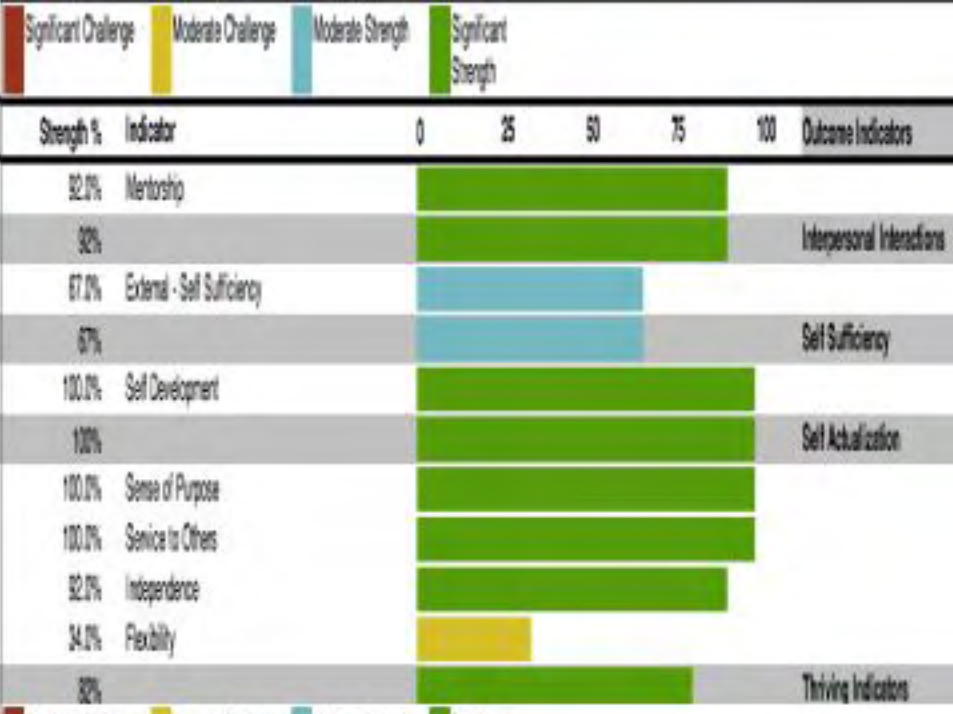 Significant Challenge Moderate Challenge Moderate Strength Significant
Strength
Strength % Indicator 0 25 50 75 100 Outcome Indicators
92.0% Mentorship
92% Interpersonal Interactions
67.0% External - Self Sufficiency
67% Self Sufficiency
100.0% Self Development
100% Self Actualization
100.0% Sense of Purpose
100.0% Service to Others
92.0% Independence
34.0% Flexibility
82% Thriving Indicators